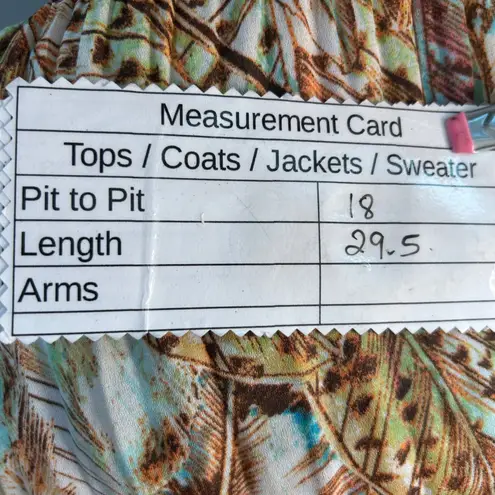 Measurement Card
Tops / Coats / Jackets / Sweater
Pit to Pit 18
Length 29.5
Arms